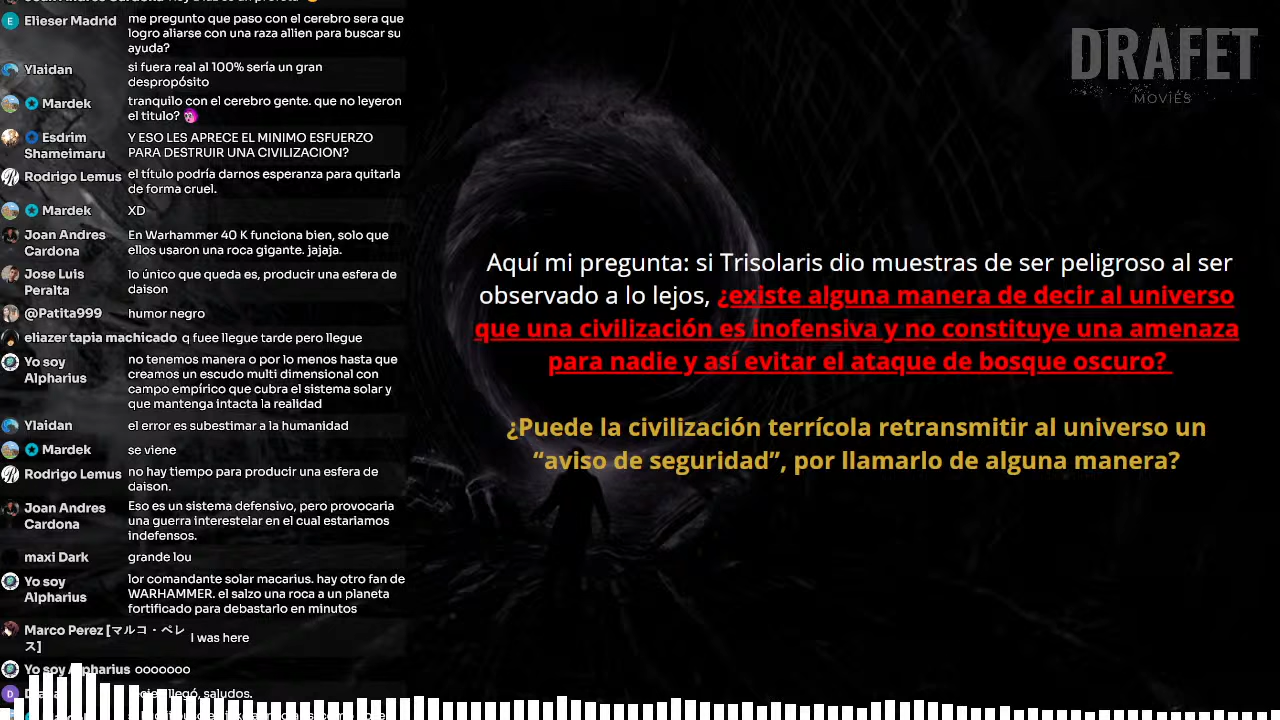 Elieser Madrid
me pregunto que paso con el cerebro sera que
logro aliarse con una raza allien para buscar su
ayuda?
Ylaidan
si fuera real al 100% sería un gran
despropósito
Mardek
tranquilo con el cerebro gente. que no leyeron
el titulo?
Esdrim
Shameimaru
Y ESO LES APRECE EL MINIMO ESFUERZO
PARA DESTRUIR UNA CIVILIZACION?
Rodrigo Lemus
el título podría darnos esperanza para quitarla
de forma cruel.
Mardek
XD
Joan Andres
Cardona
En Warhammer 40 K funciona bien, solo que
ellos usaron una roca gigante. jajaja.
Jose Luis
Peralta
lo único que queda es, producir una esfera de
daison
@Patita999
humor negro
eliazer tapia machicado
q fue llegue tarde pero llegue
Yo soy
Alpharius
no tenemos manera o por lo menos hasta que
creamos un escudo multi dimensional con
campo empírico que cubra el sistema solar y
que mantenga intacta la realidad
Ylaidan
el error es subestimar a la humanidad
Mardek
se viene
Rodrigo Lemus
no hay tiempo para producir una esfera de
daison.
Joan Andres
Cardona
Eso es un sistema defensivo, pero provocaria
una guerra interestelar en el cual estariamos
indefensos.
maxi Dark
grande lou
Yo soy
Alpharius
lor comandante solar macarius. hay otro fan de
WARHAMMER. el salzo una roca a un planeta
fortificado para debastarlo en minutos
Marco Perez [マルコ・ペレ
ス]
I was here
Yo soy Alpharius
ooooooo
D
llegó, saludos.
DRAFET
MOVIES
Aquí mi pregunta: si Trisolaris dio muestras de ser peligroso al ser
observado a lo lejos, ¿existe alguna manera de decir al universo
que una civilización es inofensiva y no constituye una amenaza
para nadie y así evitar el ataque de bosque oscuro?
¿Puede la civilización terrícola retransmitir al universo un
“aviso de seguridad”, por llamarlo de alguna manera?